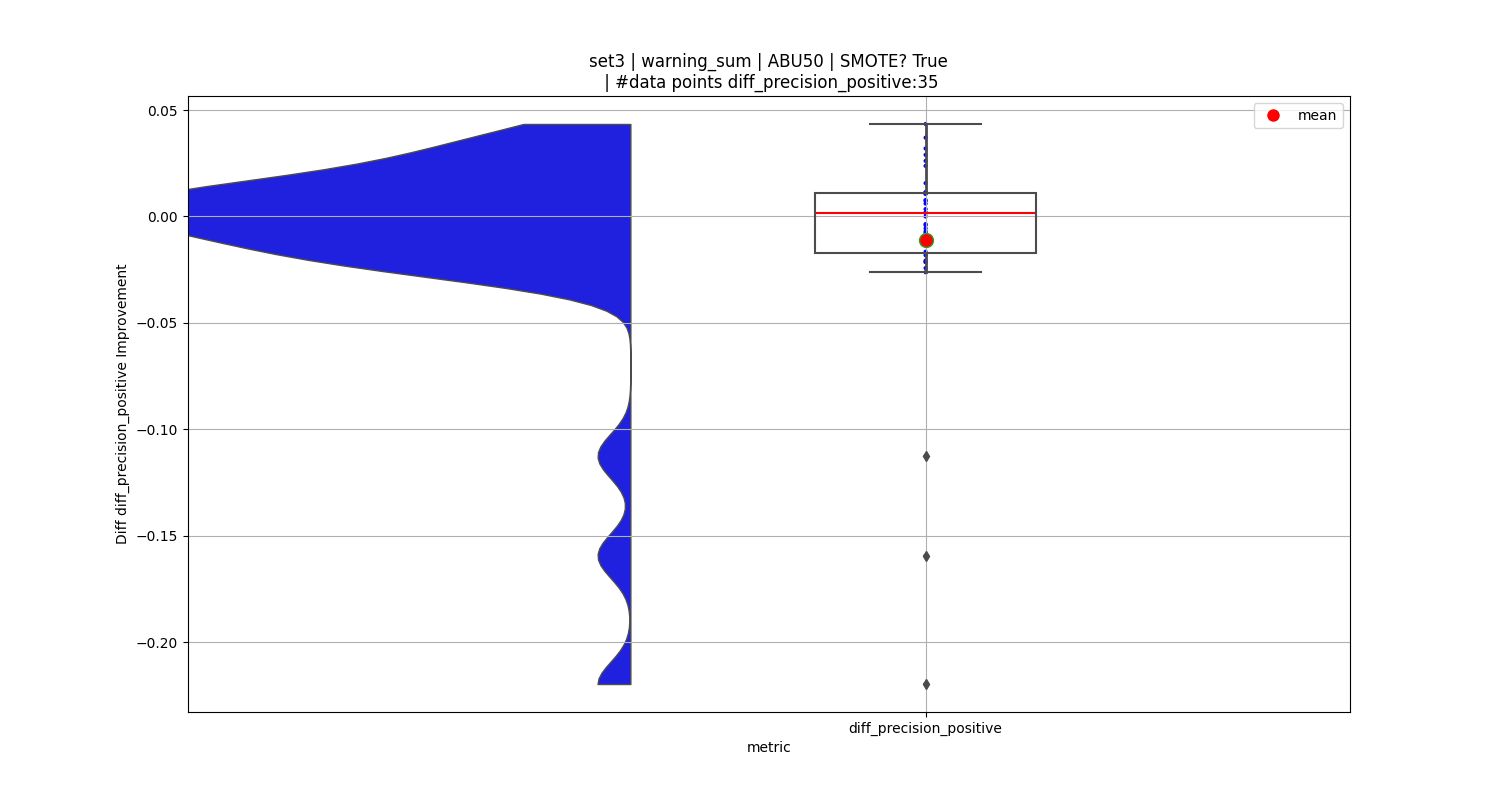 set3 | warning_sum | ABU50 | SMOTE? True
| #data points diff_precision_positive:35
mean
0.05
0.00
−0.05
−0.10
−0.15
−0.20
Diff diff_precision_positive Improvement
diff_precision_positive
metric